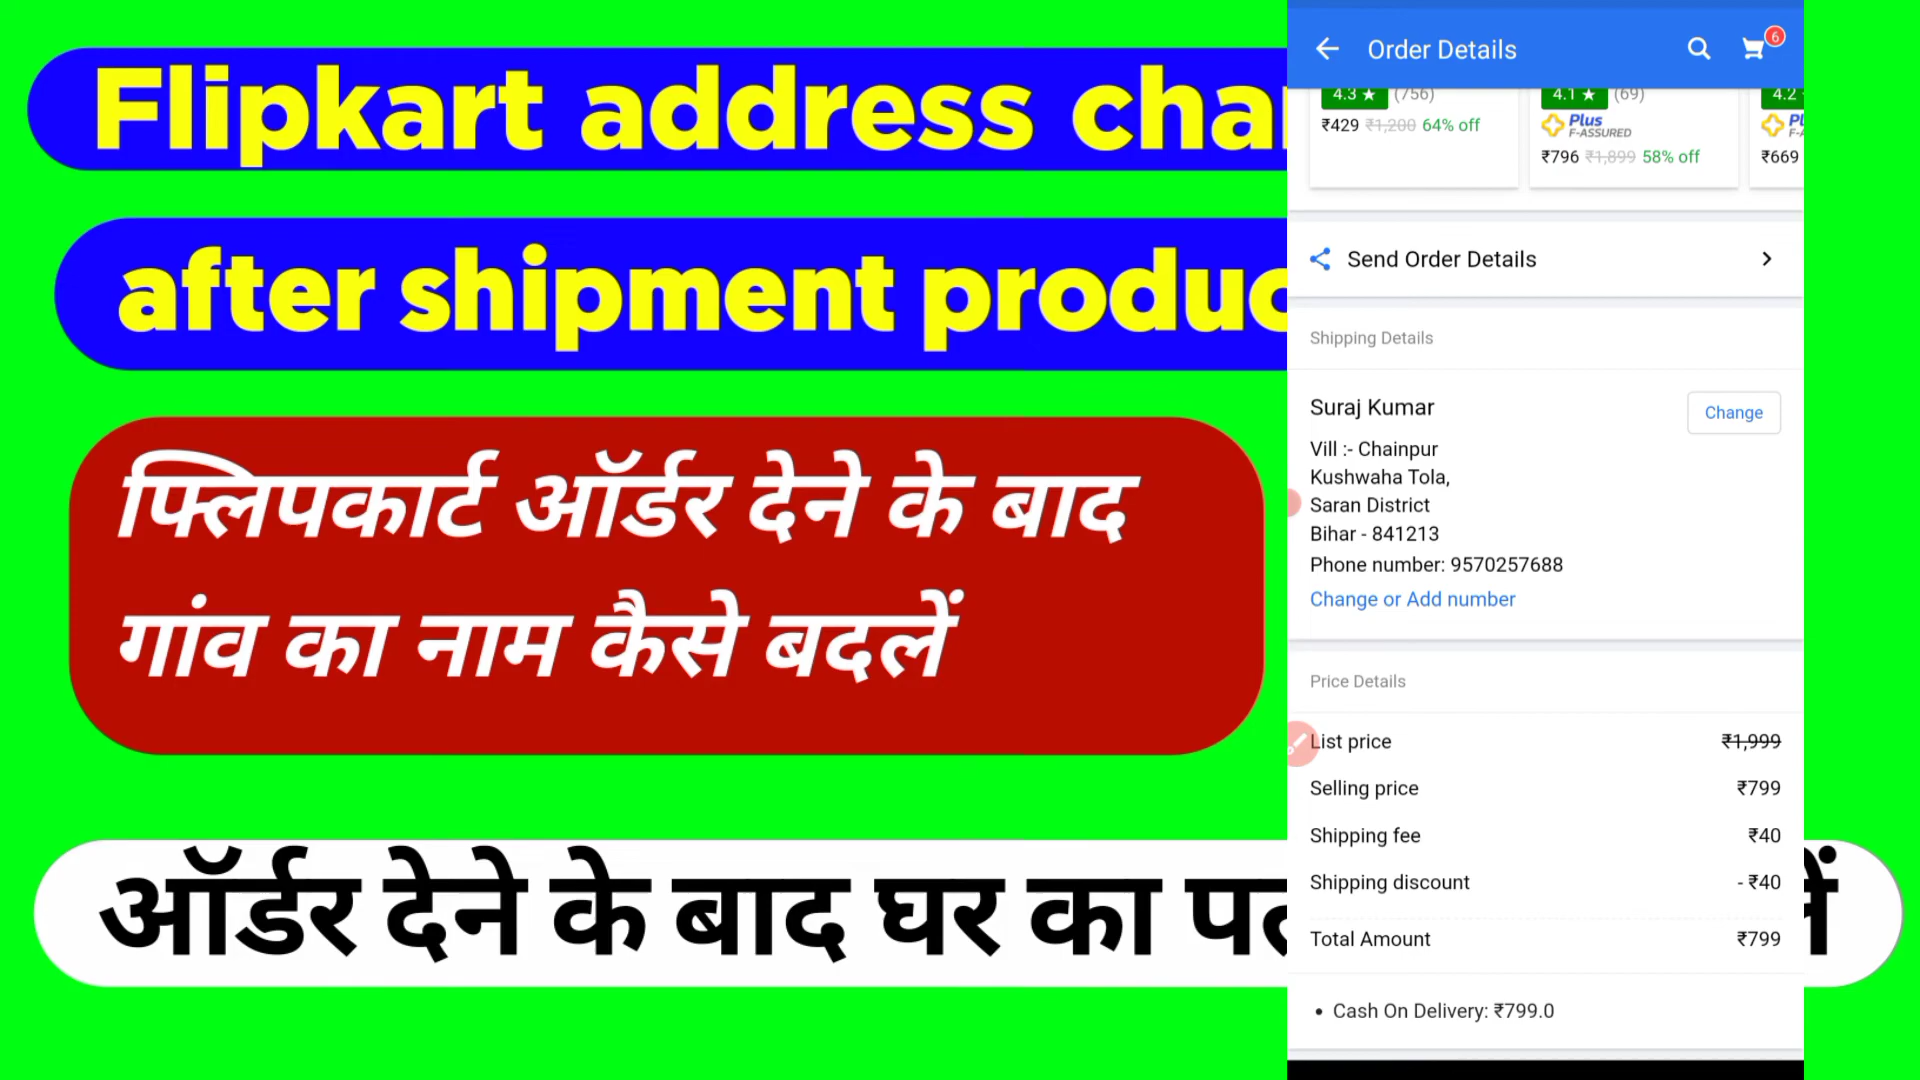 Flipkart address
after shipment
फ्लिपकार्ट ऑर्डर देने के बाद
गांव का नाम कैसे बदलें
ऑर्डर देने के बाद घर का
Order Details
6
4.3 ★ (756)
₹429 ₹1,200 64% off
4.1 ★ (69)
Plus
F-ASSURED
₹796 ₹1,899 58% off
4.2
₹669
Send Order Details
Shipping Details
Suraj Kumar
Change
Vill :- Chainpur
Kushwaha Tola,
Saran District
Bihar - 841213
Phone number: 9570257688
Change or Add number
Price Details
List price ₹1,999
Selling price ₹799
Shipping fee ₹40
Shipping discount - ₹40
Total Amount ₹799
• Cash On Delivery: ₹799.0